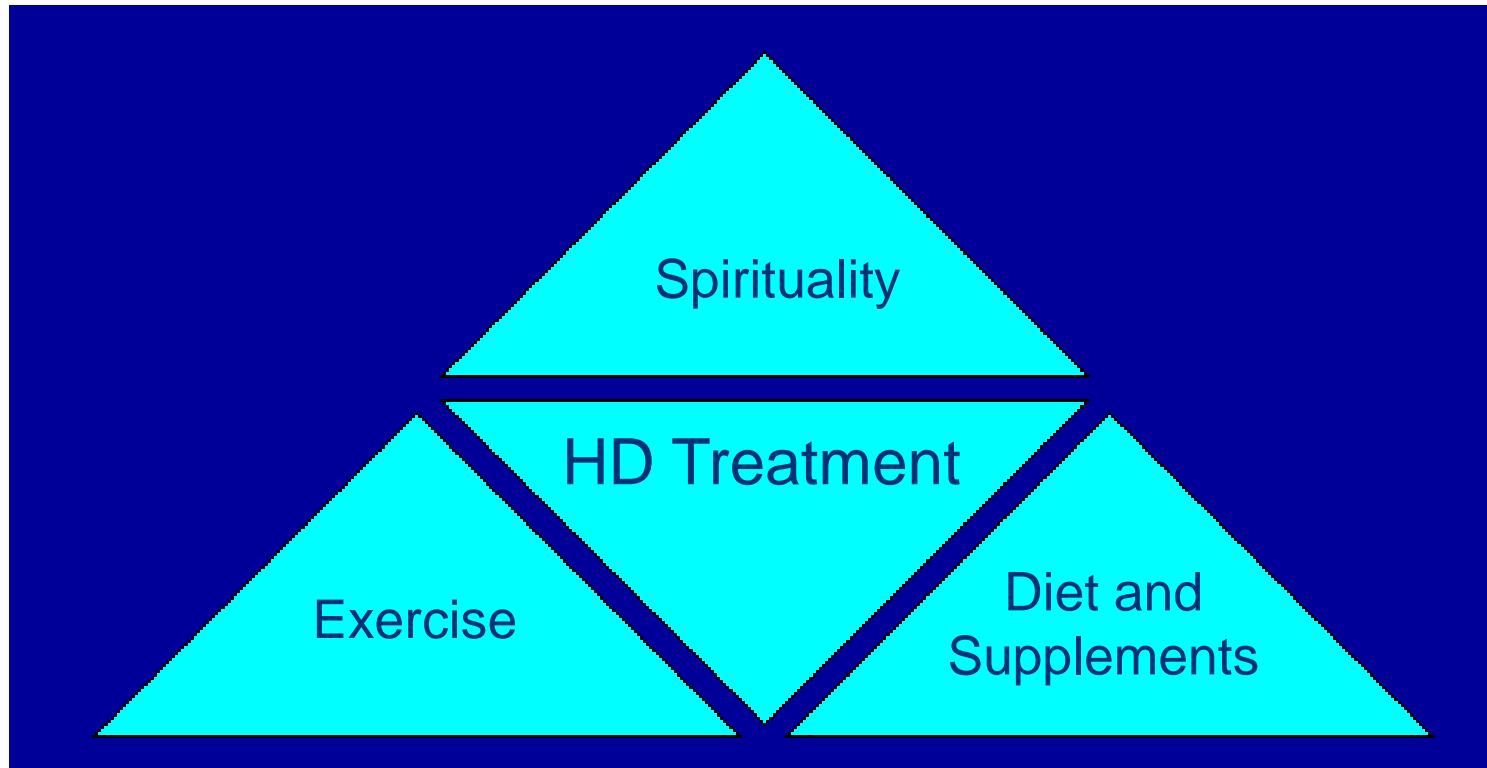 Spirituality
HD Treatment
Exercise
Diet and
Supplements